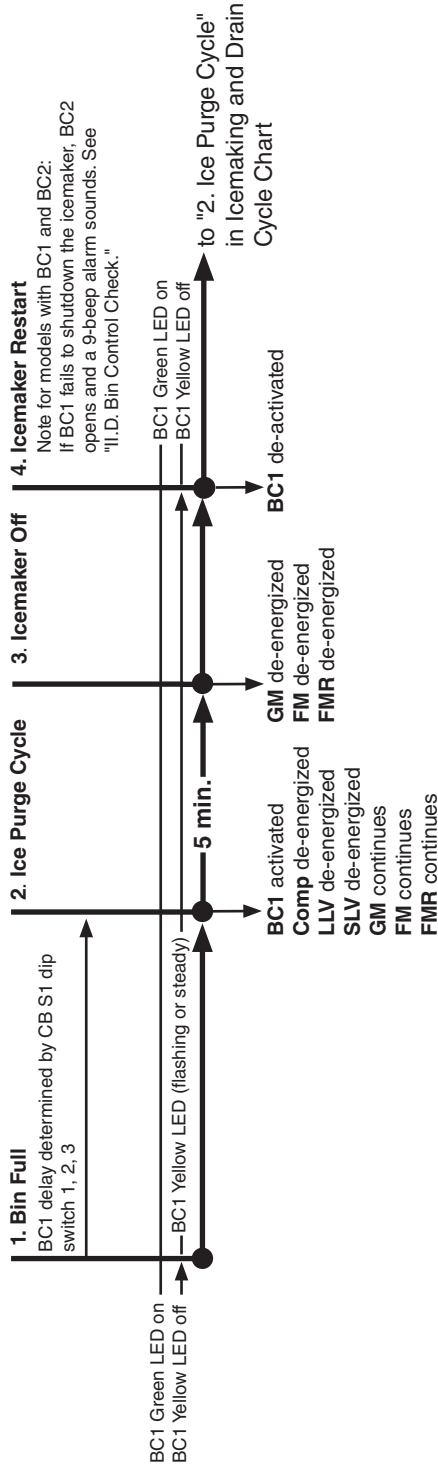 1. Bin Full
BC1 delay determined by CB S1 dip
switch 1, 2, 3
2. Ice Purge Cycle
3. Icemaker Off
4. Icemaker Restart
Note for models with BC1 and BC2:
If BC1 fails to shutdown the icemaker, BC2
opens and a 9-beep alarm sounds. See
"II.D. Bin Control Check."
BC1 Green LED on
BC1 Yellow LED off
BC1 Yellow LED (flashing or steady)
BC1 Green LED on
BC1 Yellow LED off
5 min.
to "2. Ice Purge Cycle"
in Icemaking and Drain
Cycle Chart
BC1 activated
Comp de-energized
LLV de-energized
SLV de-energized
GM continues
FM continues
FMR continues
GM de-energized
FM de-energized
FMR de-energized
BC1 de-activated